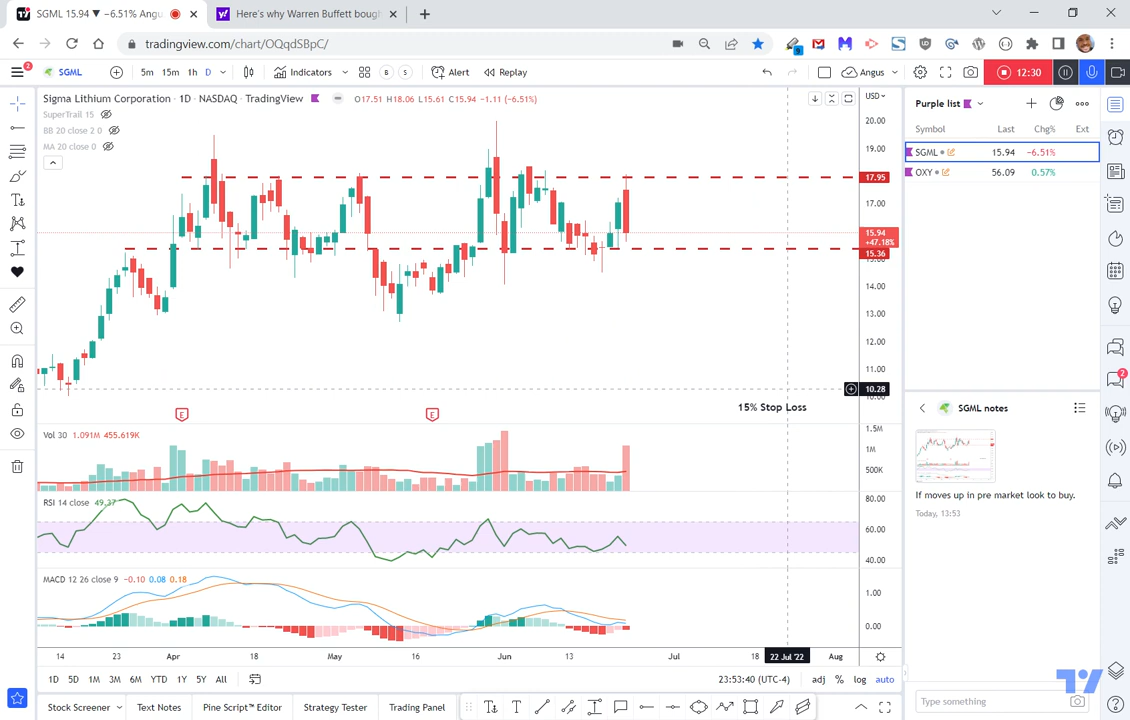 SGML 15.94 ▼ −6.51% Angu
Here's why Warren Buffett bough
tradingview.com/chart/OQqdSBpC/
9
2
SGML
5m 15m 1h D
Indicators
B S
Alert
Replay
Angus
12:30
Sigma Lithium Corporation · 1D · NASDAQ · TradingView
O17.51 H18.06 L15.61 C15.94 −1.11 (−6.51%)
SuperTrail 15
BB 20 close 2 0
MA 20 close 0
USD
20.00
19.00
17.95
17.00
15.94
+47.18%
15.36
15.00
14.00
13.00
12.00
11.00
10.28
10.00
15% Stop Loss
E
E
Vol 30 1.091M 455.619K
1.5M
1M
500K
RSI 14 close 49.37
80.00
60.00
40.00
MACD 12 26 close 9 −0.10 0.08 0.18
1.00
0.00
14 23 Apr 18 May 16 Jun 13 Jul 18 22 Jul '22 Aug
1D 5D 1M 3M 6M YTD 1Y 5Y All
23:53:40 (UTC-4)
adj % log auto
Stock Screener
Text Notes
Pine Script™ Editor
Strategy Tester
Trading Panel
Purple list
Symbol Last Chg% Ext
SGML 15.94 −6.51%
OXY 56.09 0.57%
SGML notes
If moves up in pre market look to buy.
Today, 13:53
Type something
2